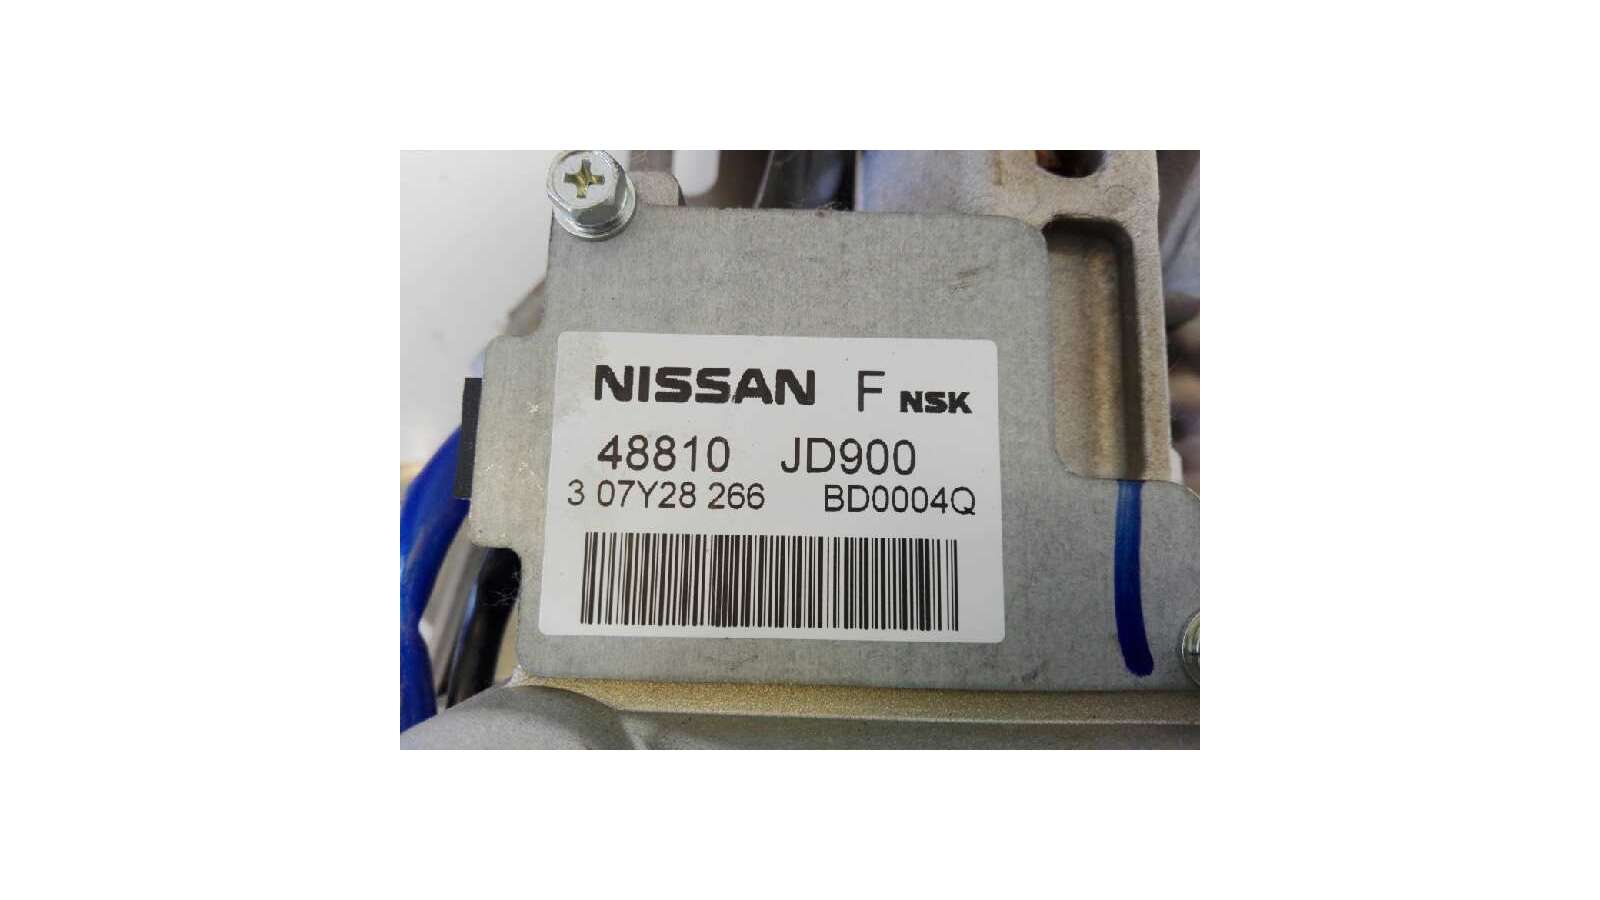 NISSAN F NSK
48810 JD900
3 07Y28 266 BD0004Q